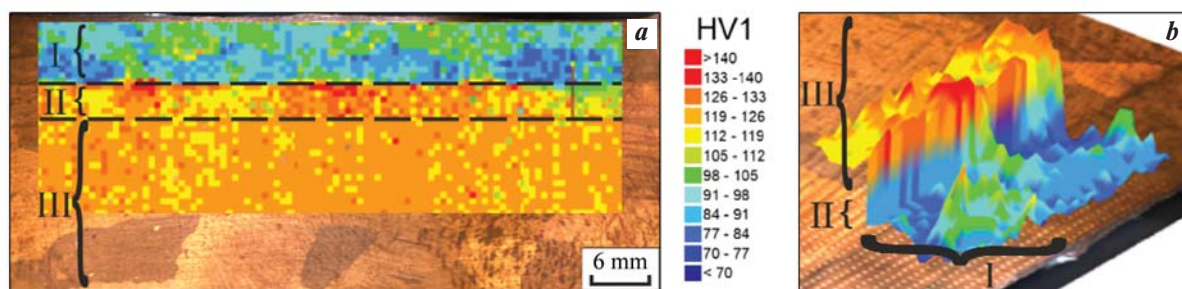 a
I
II
III
6 mm
HV1
>140
133 - 140
126 - 133
119 - 126
112 - 119
105 - 112
98 - 105
91 - 98
84 - 91
77 - 84
70 - 77
< 70
b
III
II
I